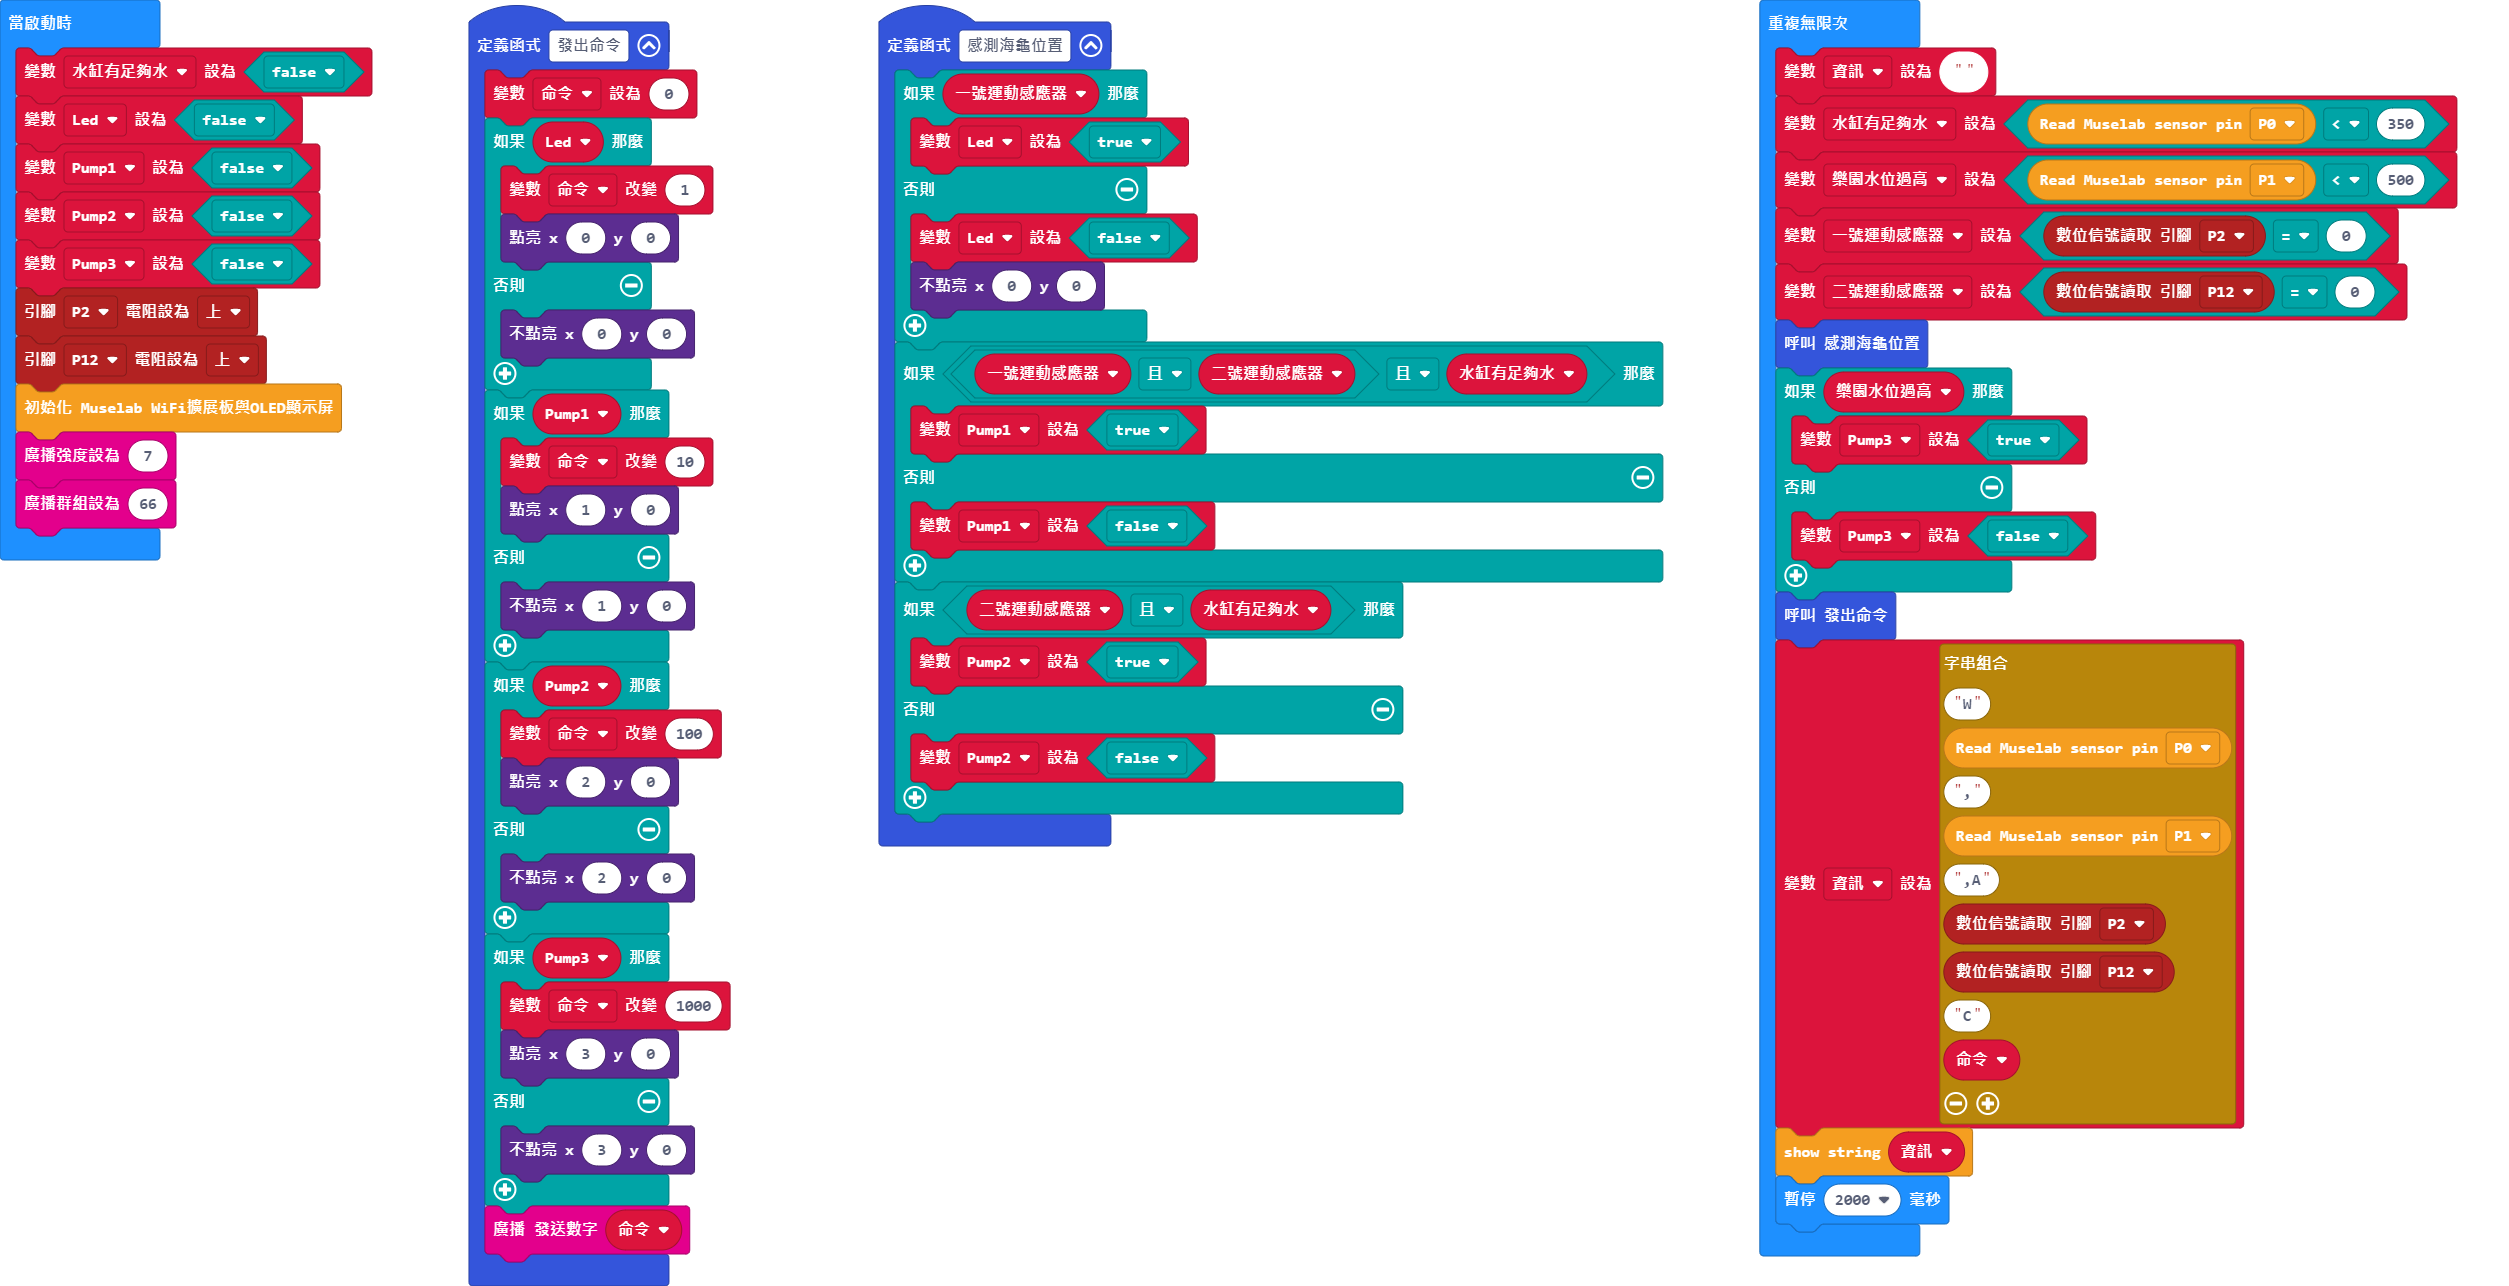 當啟動時
變數 水缸有足夠水 設為 false
變數 Led 設為 false
變數 Pump1 設為 false
變數 Pump2 設為 false
變數 Pump3 設為 false
引腳 P2 電阻設為 上
引腳 P12 電阻設為 上
初始化 Muselab WiFi擴展板與OLED顯示屏
廣播強度設為 7
廣播群組設為 66
定義函式 發出命令
變數 命令 設為 0
如果 Led 那麼
變數 命令 改變 1
點亮 x 0 y 0
否則
不點亮 x 0 y 0
如果 Pump1 那麼
變數 命令 改變 10
點亮 x 1 y 0
否則
不點亮 x 1 y 0
如果 Pump2 那麼
變數 命令 改變 100
點亮 x 2 y 0
否則
不點亮 x 2 y 0
如果 Pump3 那麼
變數 命令 改變 1000
點亮 x 3 y 0
否則
不點亮 x 3 y 0
廣播 發送數字 命令
定義函式 感測海龜位置
如果 一號運動感應器 那麼
變數 Led 設為 true
否則
變數 Led 設為 false
不點亮 x 0 y 0
如果 一號運動感應器 且 二號運動感應器 且 水缸有足夠水 那麼
變數 Pump1 設為 true
否則
變數 Pump1 設為 false
如果 二號運動感應器 且 水缸有足夠水 那麼
變數 Pump2 設為 true
否則
變數 Pump2 設為 false
重複無限次
變數 資訊 設為 " "
變數 水缸有足夠水 設為 Read Muselab sensor pin P0 < 350
變數 樂園水位過高 設為 Read Muselab sensor pin P1 < 500
變數 一號運動感應器 設為 數位信號讀取 引腳 P2 = 0
變數 二號運動感應器 設為 數位信號讀取 引腳 P12 = 0
呼叫 感測海龜位置
如果 樂園水位過高 那麼
變數 Pump3 設為 true
否則
變數 Pump3 設為 false
呼叫 發出命令
變數 資訊 設為
字串組合
"W"
Read Muselab sensor pin P0
","
Read Muselab sensor pin P1
",A"
數位信號讀取 引腳 P2
數位信號讀取 引腳 P12
"C"
命令
show string 資訊
暫停 2000 毫秒